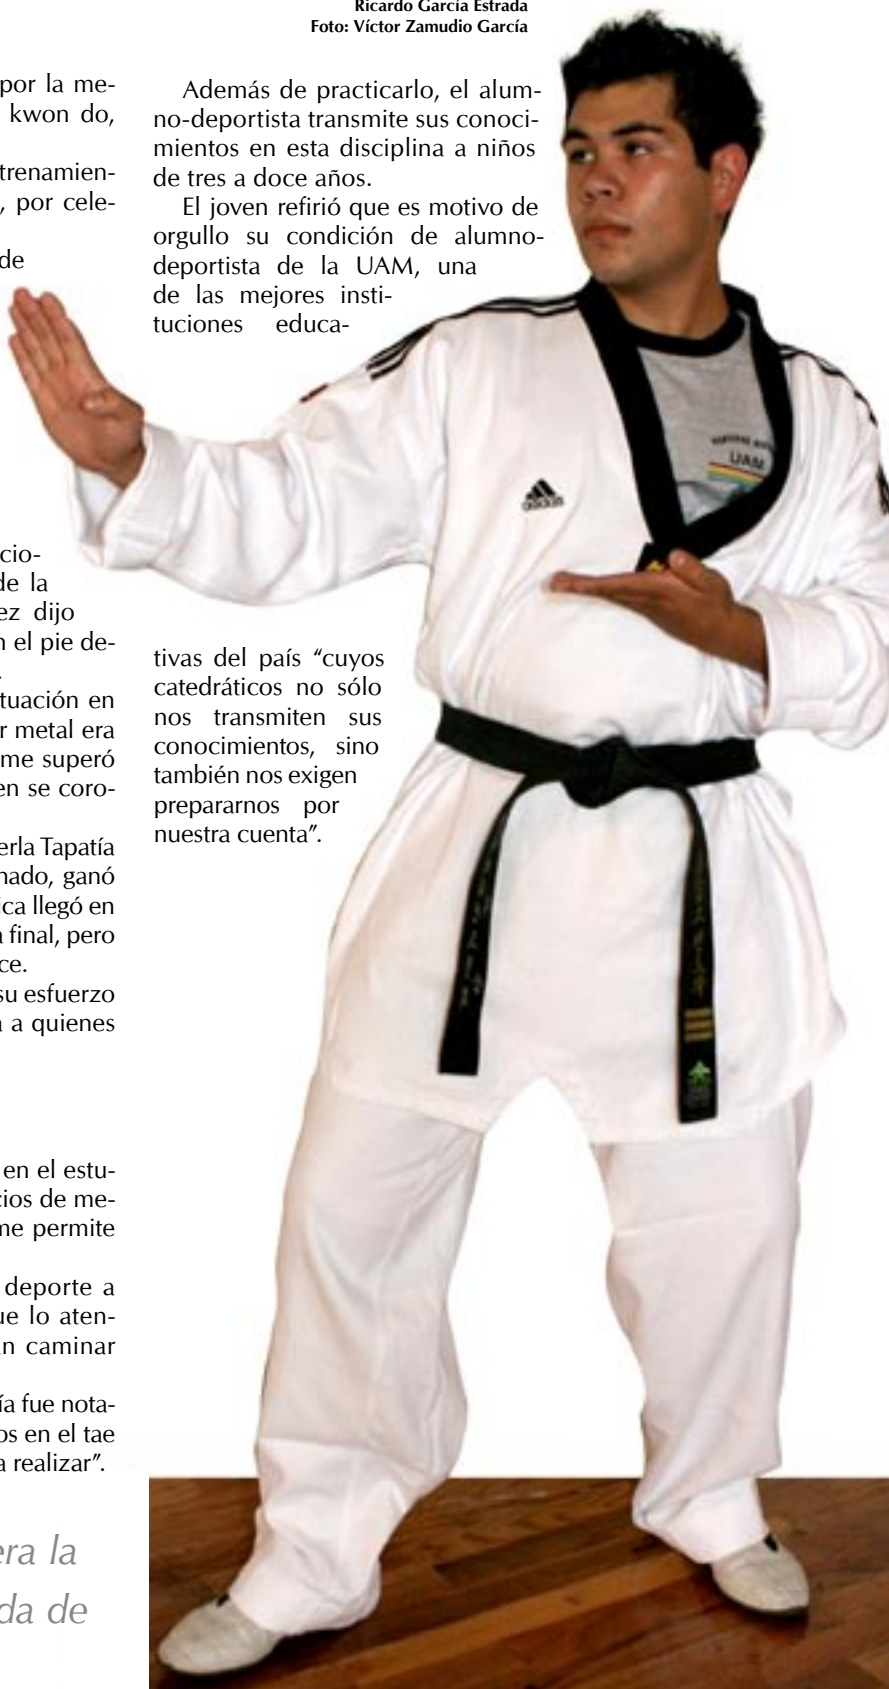 Ricardo García Estrada
Foto: Víctor Zamudio García
por la me-
kwon do,
trenamien-
, por cele-
de
cio-
de la
ez dijo
n el pie de-
.
tuación en
r metal era
me superó
en se coro-
erla Tapatía
nado, ganó
ica llegó en
a final, pero
ce.
su esfuerzo
a a quienes
en el estu-
cios de me-
me permite
deporte a
ue lo aten-
n caminar
ía fue nota-
os en el tae
a realizar”.
era la
da de
Además de practicarlo, el alum-
no-deportista transmite sus conoci-
mientos en esta disciplina a niños
de tres a doce años.
El joven refirió que es motivo de
orgullo su condición de alumno-
deportista de la UAM, una
de las mejores insti-
tuciones educa-
tivas del país “cuyos
catedráticos no sólo
nos transmiten sus
conocimientos, sino
también nos exigen
prepararnos por
nuestra cuenta”.
adidas
UAM